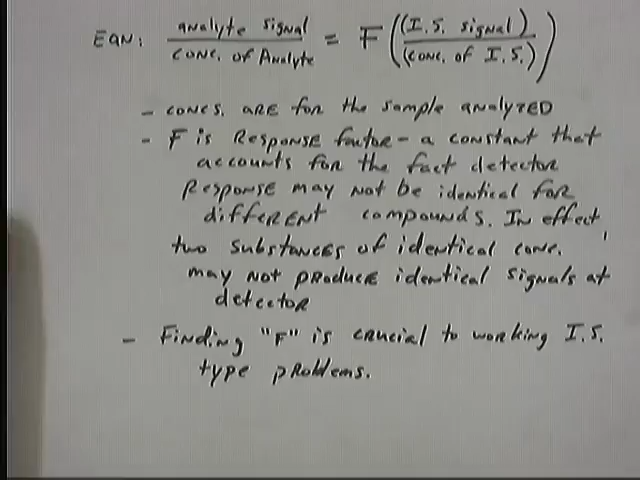 EQN: analyte signal / conc. of Analyte = F((I.S. signal) / (conc. of I.S.))
- concs. ARE for the sample analyzED
- F is Response factor - a constant that
accounts for the fact detector
Response may not be identical for
different compounds. In effect
two substances of identical conc.
may not produce identical signals at
detector
- Finding "F" is crucial to working I.S.
type problems.